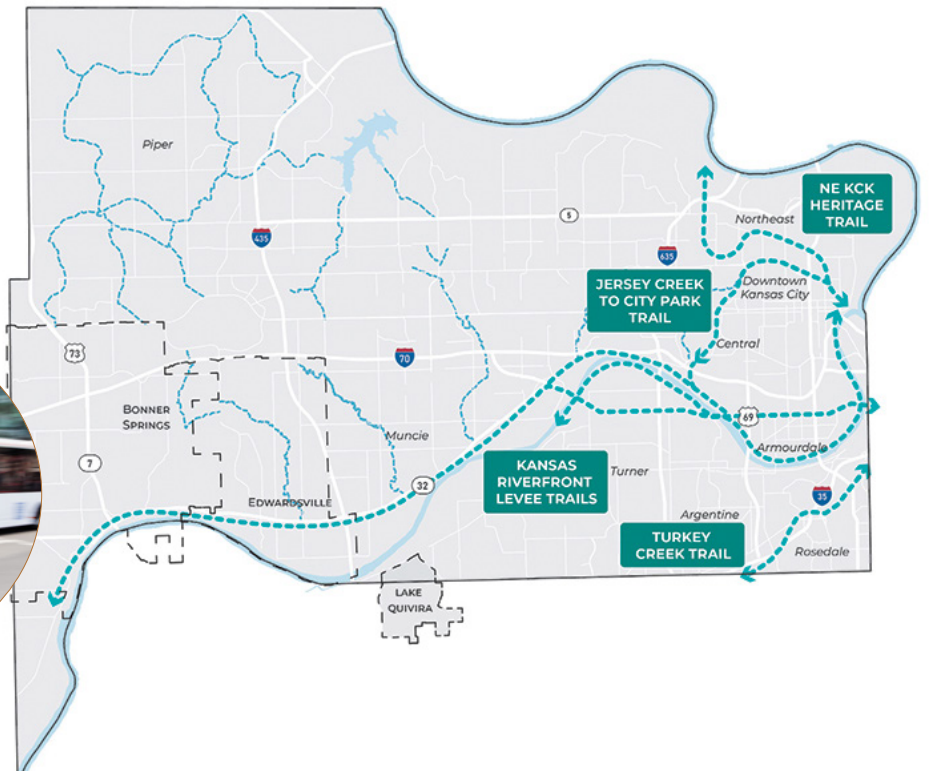 Piper
5
NE KCK
HERITAGE
TRAIL
Northeast
435
635
JERSEY CREEK
TO CITY PARK
TRAIL
Downtown
Kansas City
Central
73
70
BONNER
SPRINGS
69
Muncie
Armourdale
7
KANSAS
RIVERFRONT
LEVEE TRAILS
Turner
32
EDWARDSVILLE
35
Argentine
TURKEY
CREEK TRAIL
Rosedale
LAKE
QUIVIRA